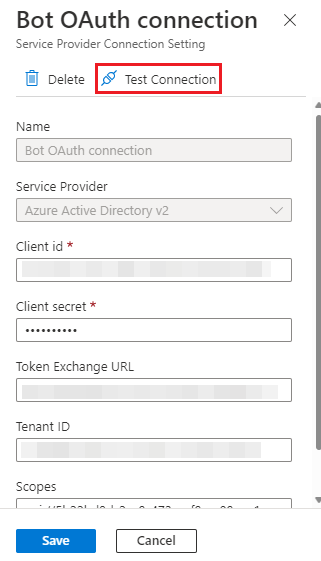 Bot OAuth connection
Service Provider Connection Setting
Delete Test Connection
Name
Bot OAuth connection
Service Provider
Azure Active Directory v2
Client id *
Client secret *
••••••••••
Token Exchange URL
Tenant ID
Scopes
Save Cancel